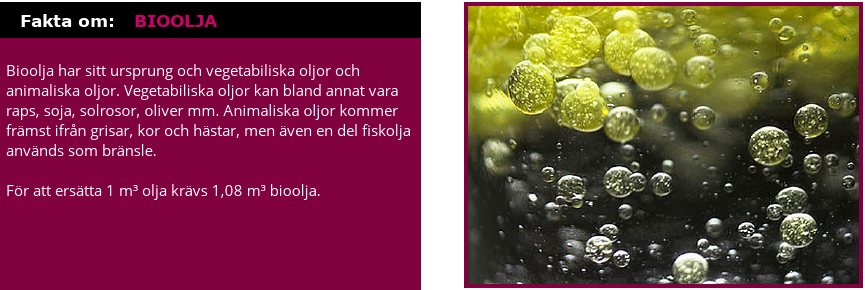 Fakta om: BIOOLJA
Bioolja har sitt ursprung och vegetabiliska oljor och
animaliska oljor. Vegetabiliska oljor kan bland annat vara
raps, soja, solrosor, oliver mm. Animaliska oljor kommer
främst ifrån grisar, kor och hästar, men även en del fiskolja
används som bränsle.
För att ersätta 1 m³ olja krävs 1,08 m³ bioolja.